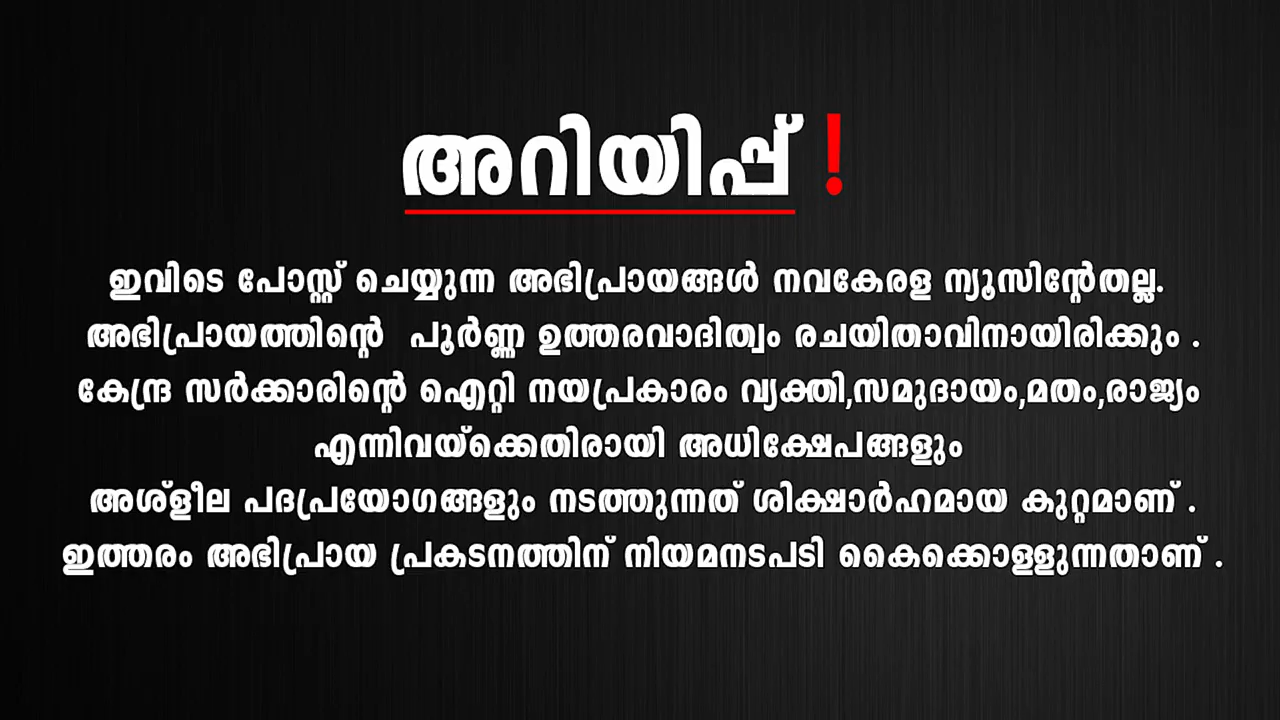 അറിയിപ്പ് !
ഇവിടെ പോസ്റ്റ് ചെയ്യുന്ന അഭിപ്രായങ്ങൾ നവകേരള ന്യൂസിന്റേതല്ല.
അഭിപ്രായത്തിന്റെ പൂർണ്ണ ഉത്തരവാദിത്വം രചയിതാവിനായിരിക്കും .
കേന്ദ്ര സർക്കാരിന്റെ ഐറ്റി നയപ്രകാരം വ്യക്തി,സമുദായം,മതം,രാജ്യം
എന്നിവയ്ക്കെതിരായി അധിക്ഷേപങ്ങളും
അശ്ളീല പദപ്രയോഗങ്ങളും നടത്തുന്നത് ശിക്ഷാർഹമായ കുറ്റമാണ് .
ഇത്തരം അഭിപ്രായ പ്രകടനത്തിന് നിയമനടപടി കൈക്കൊള്ളുന്നതാണ് .